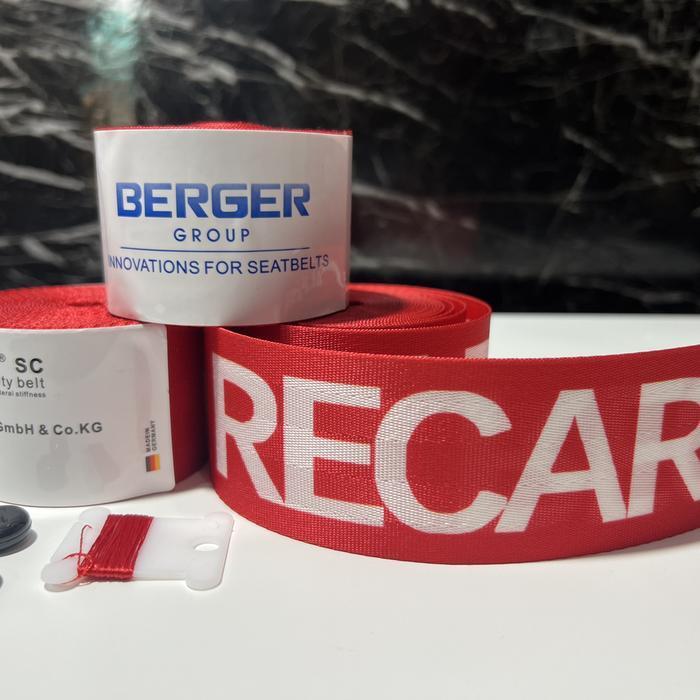 BERGER
GROUP
INNOVATIONS FOR SEATBELTS
® SC
ty belt
eral stiffness
GmbH & Co.KG
MADE IN
GERMANY
RECAR